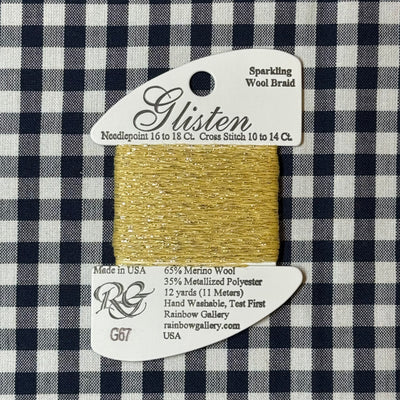 Sparkling
Wool Braid
Glisten
Needlepoint 16 to 18 Ct. Cross Stitch 10 to 14 Ct.
Made in USA
65% Merino Wool
35% Metallized Polyester
12 yards (11 Meters)
Hand Washable, Test First
Rainbow Gallery
rainbowgallery.com
USA
RG
G67